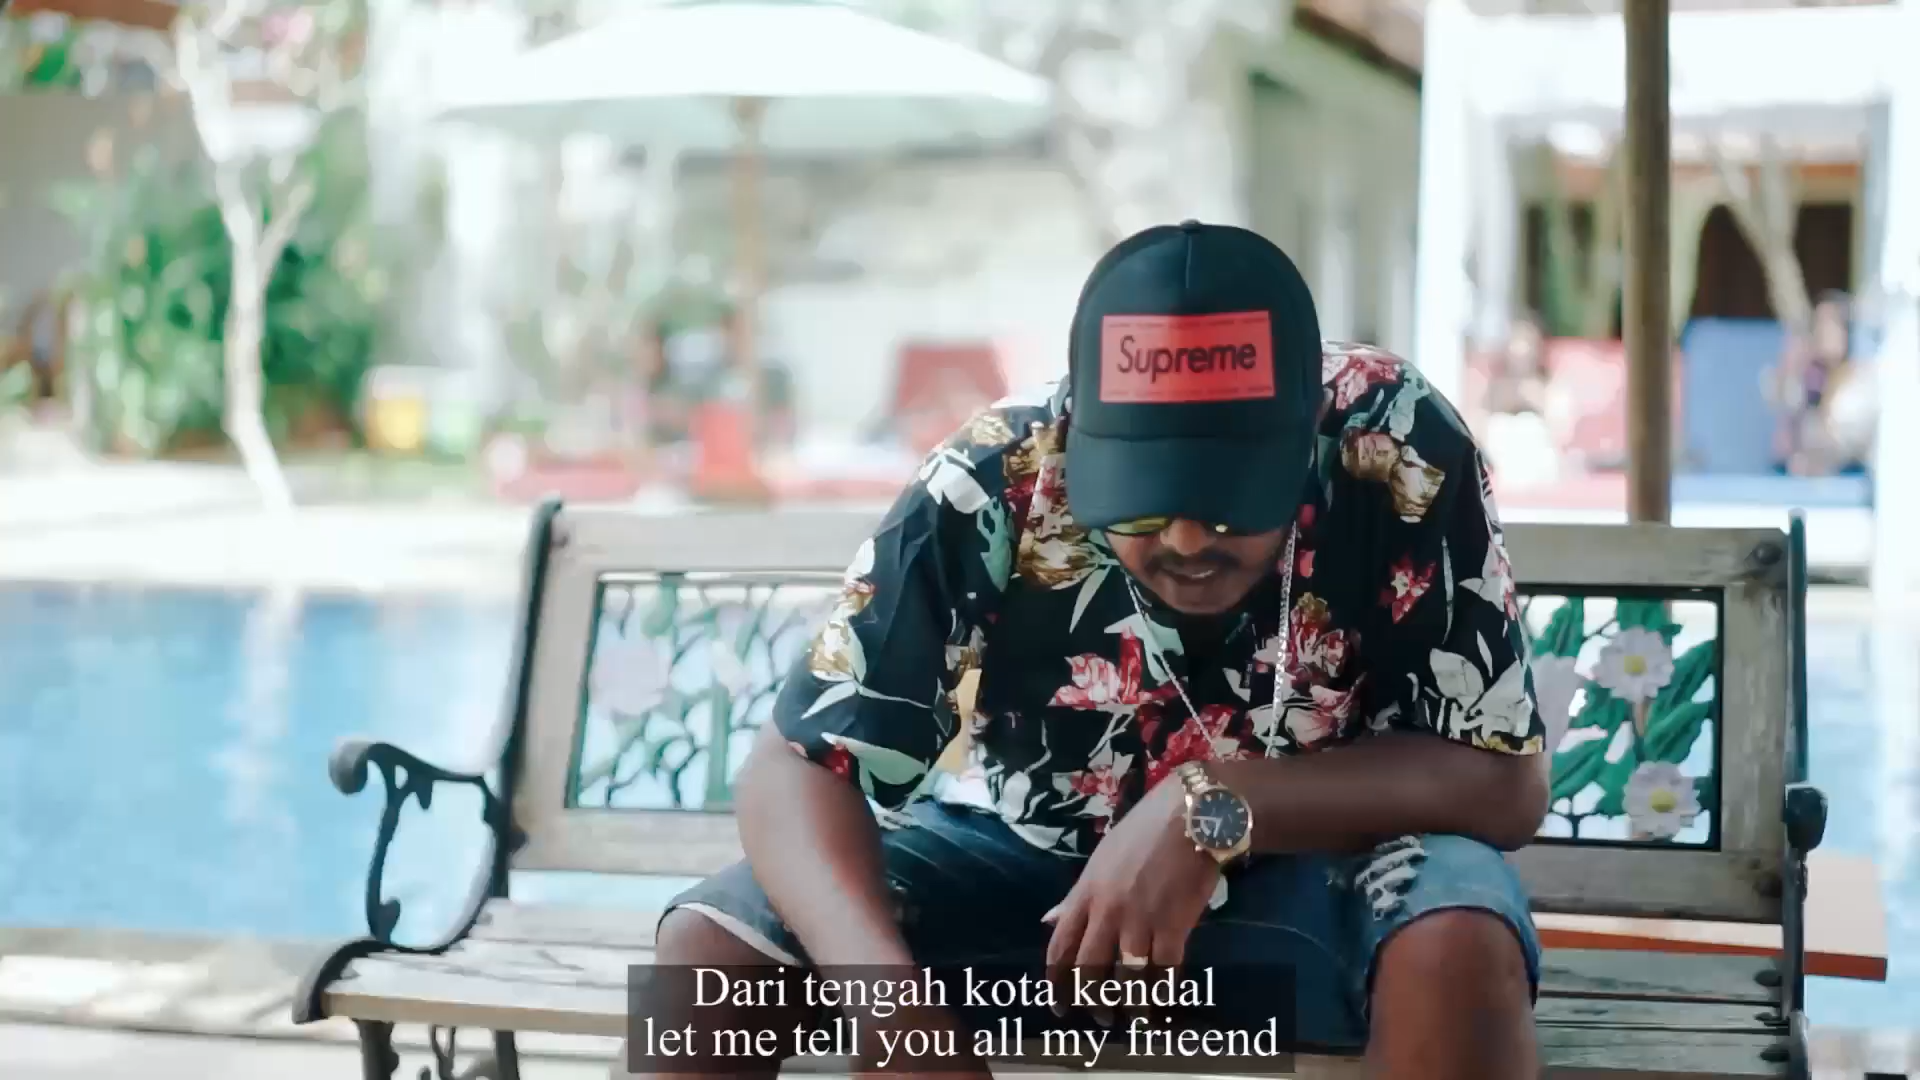 Supreme
Dari tengah kota kendal
let me tell you all my frieend